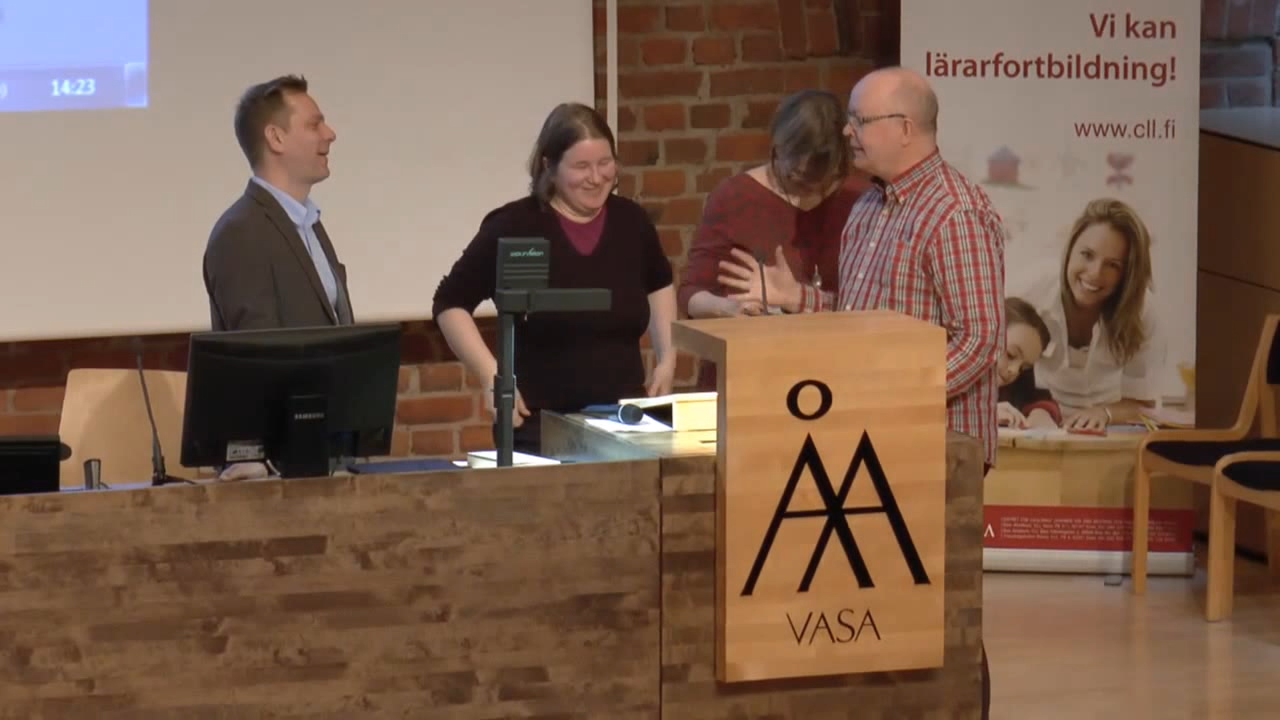 14:23
Vi kan
lärarfortbildning!
www.cll.fi
SAMSUNG
ÅA
VASA
A